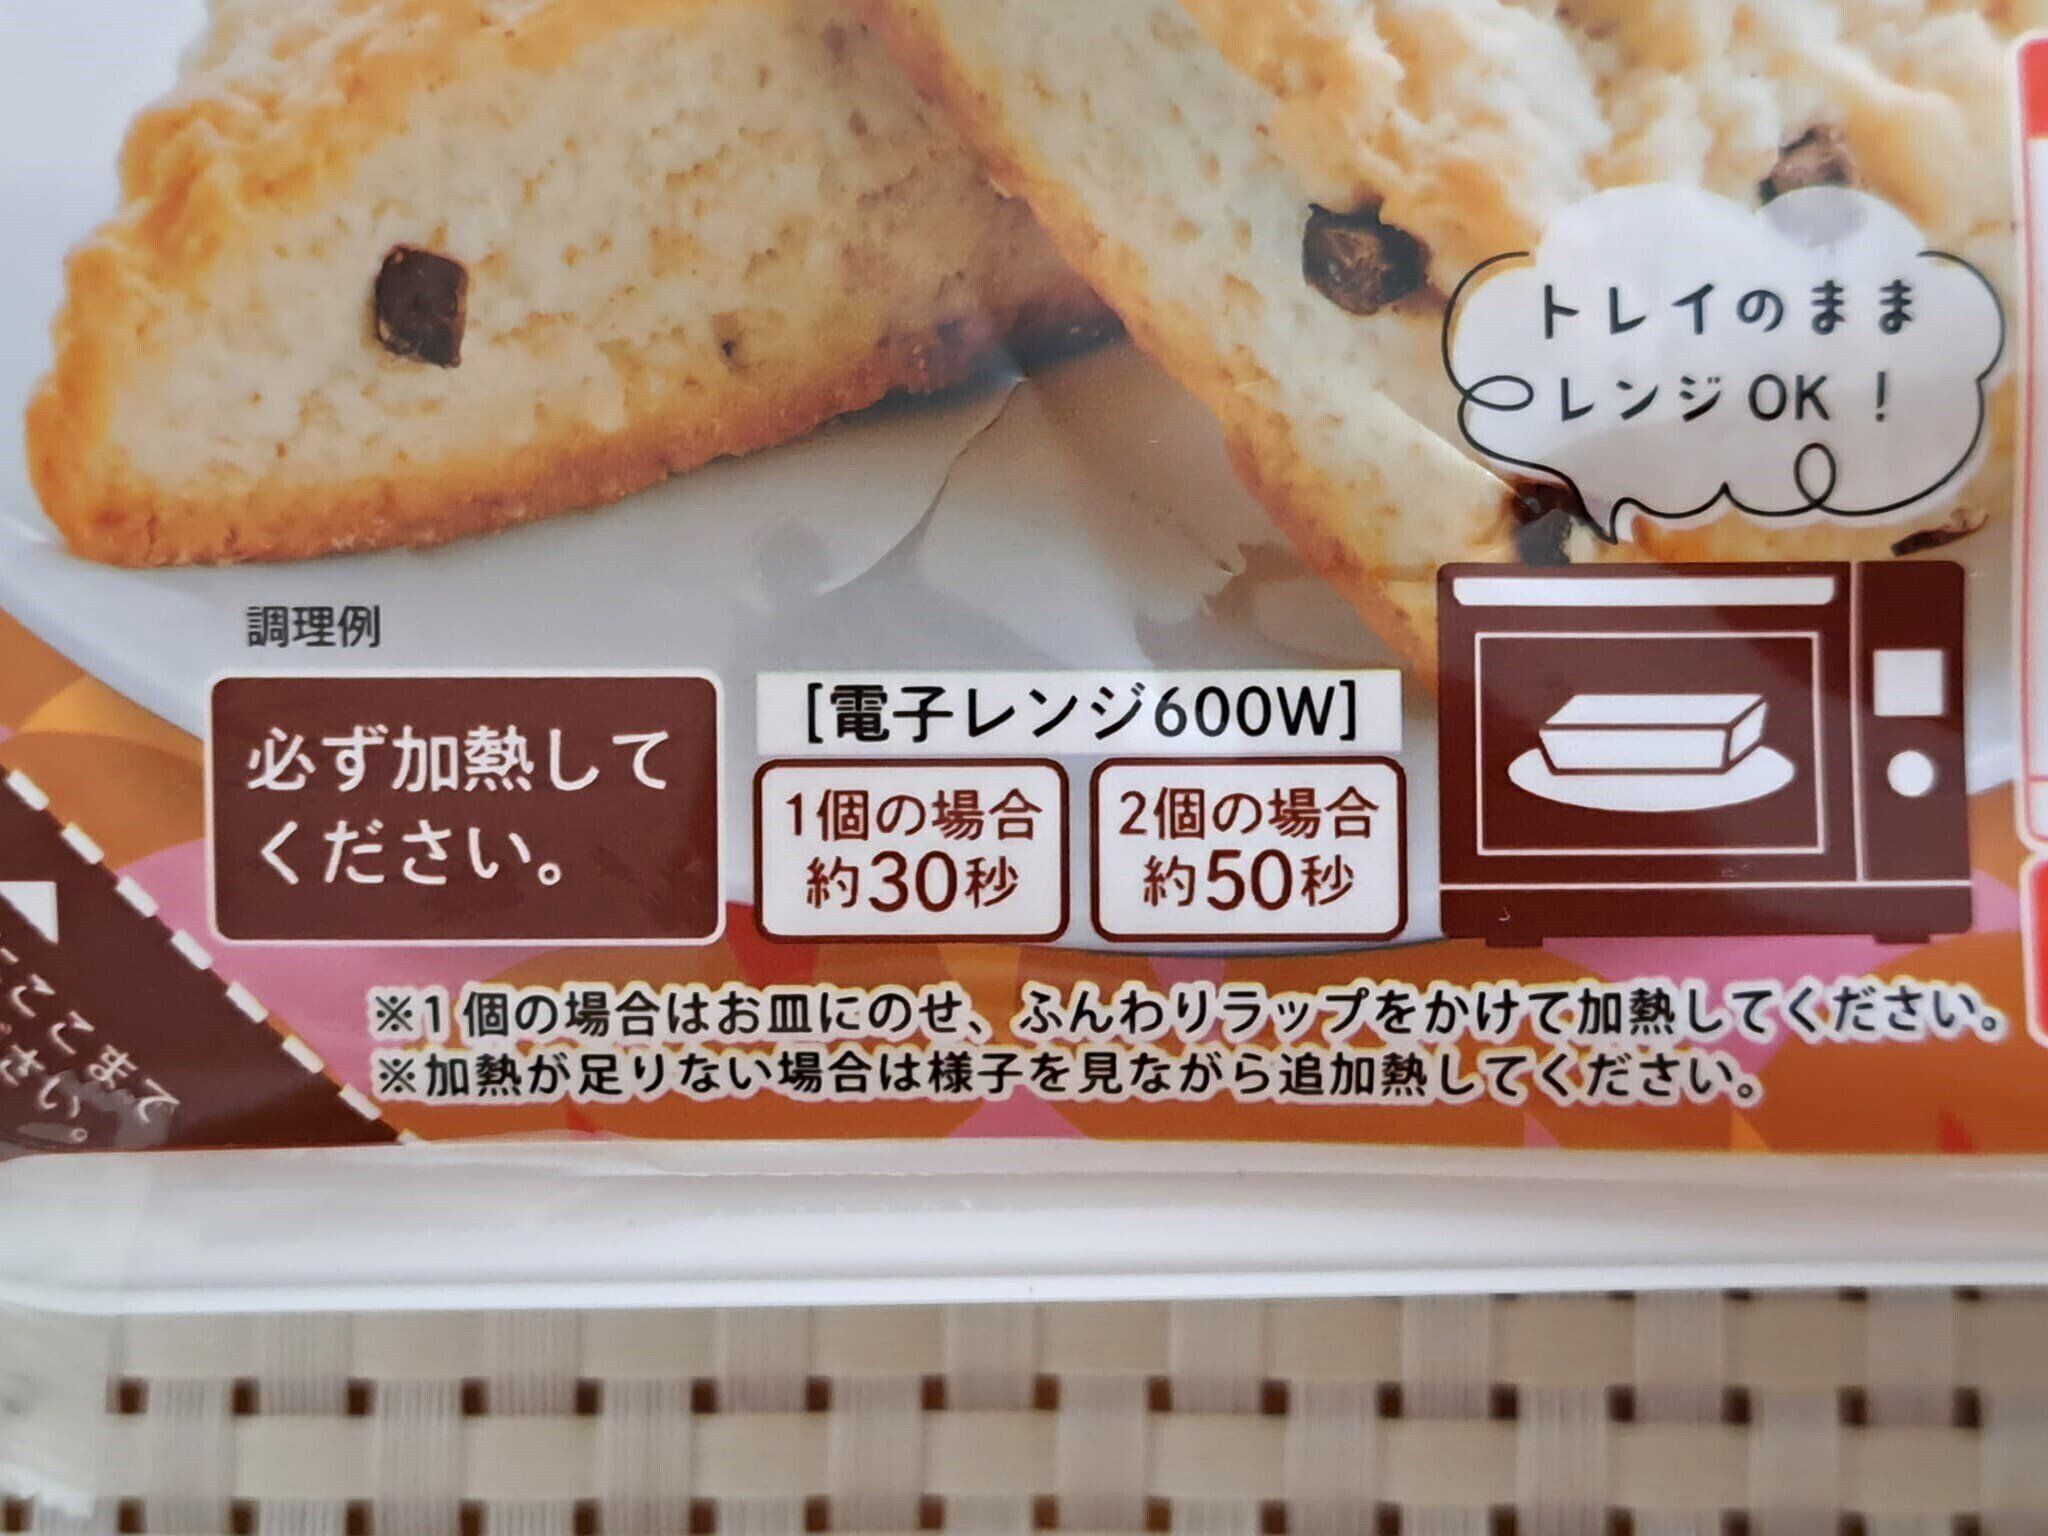 トレイのまま
レンジOK！
調理例
必ず加熱して
ください。
[電子レンジ600W]
1個の場合
約30秒
2個の場合
約50秒
※1個の場合はお皿にのせ、ふんわりラップをかけて加熱してください。
※加熱が足りない場合は様子を見ながら追加熱してください。
ここまで